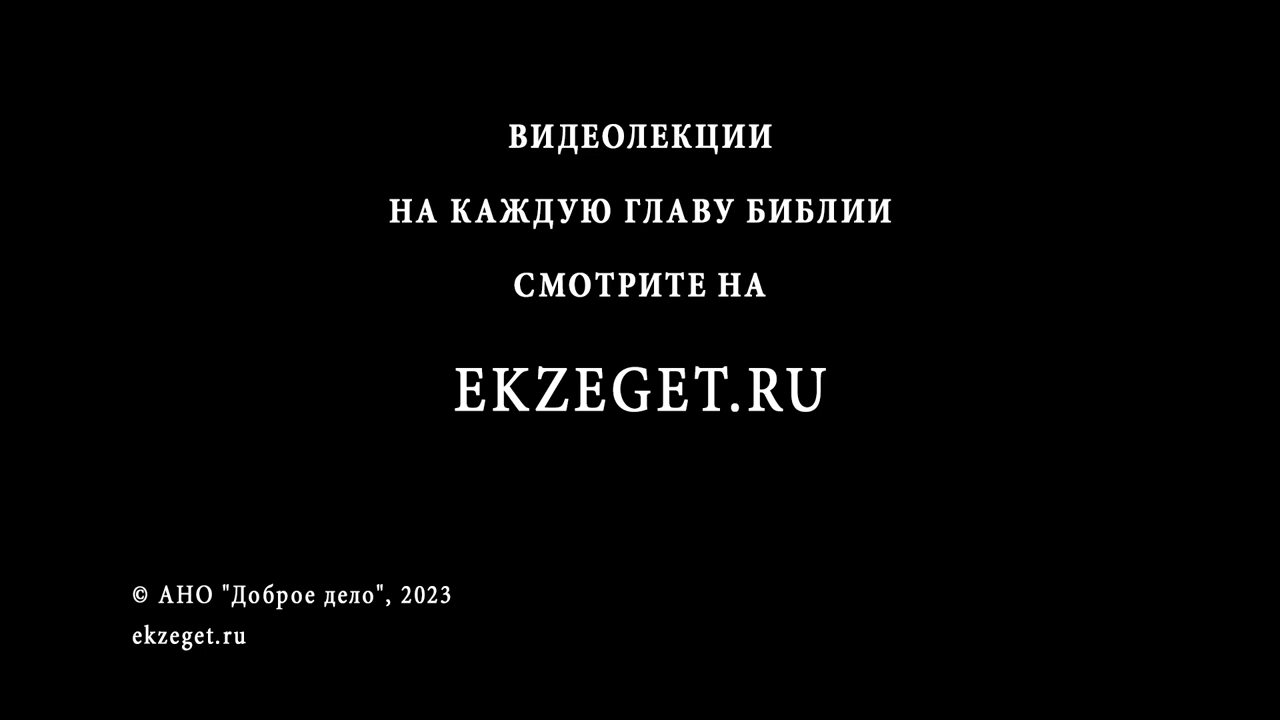 ВИДЕОЛЕКЦИИ
НА КАЖДУЮ ГЛАВУ БИБЛИИ
СМОТРИТЕ НА
EKZEGET.RU
© АНО "Доброе дело", 2023
ekzeget.ru